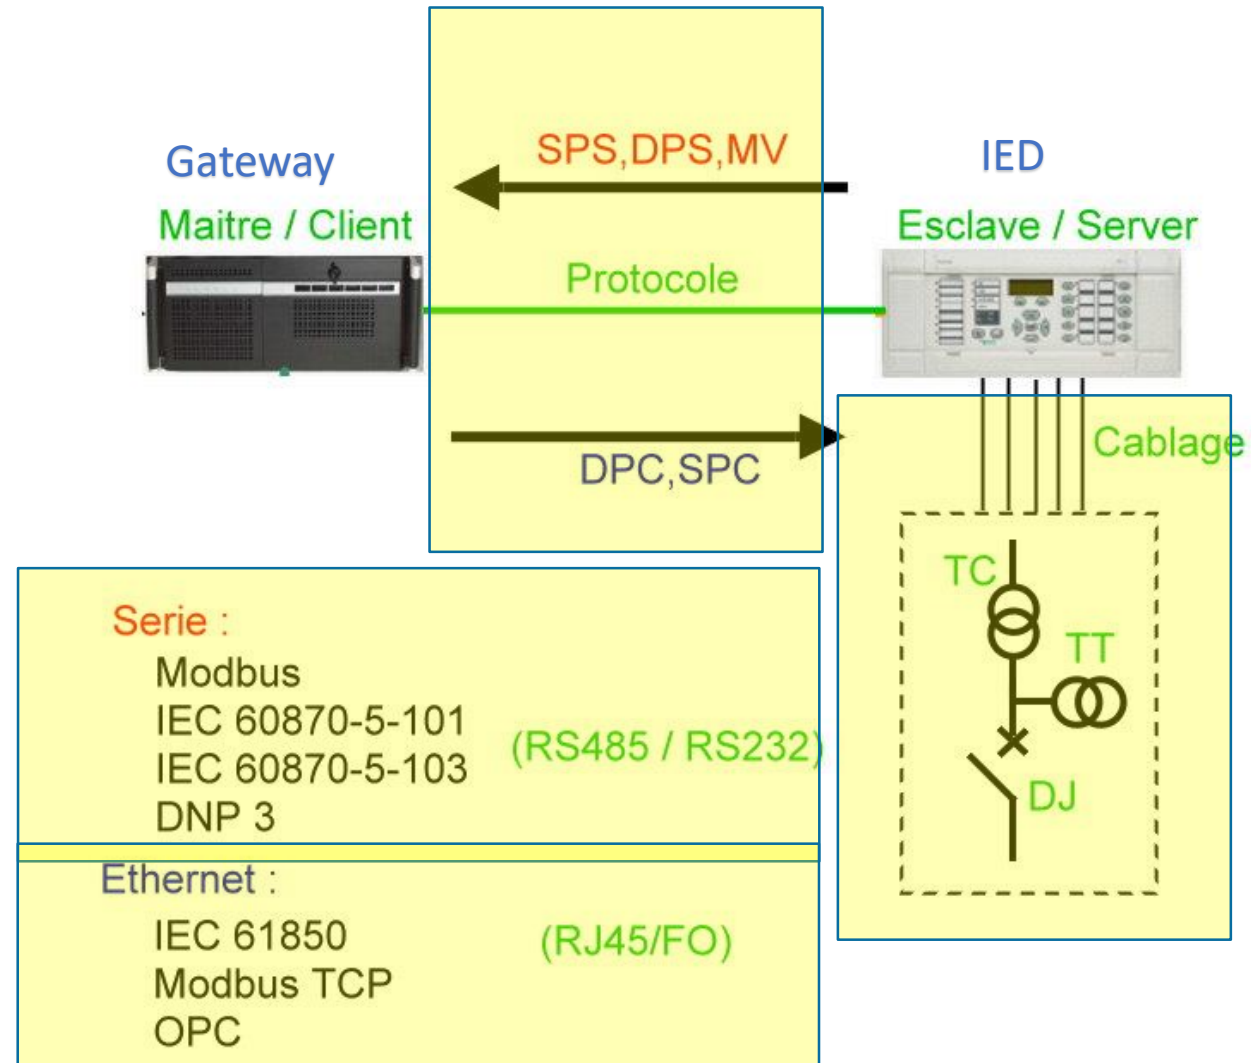 Gateway
Maitre / Client
SPS,DPS,MV
Protocole
DPC,SPC
IED
Esclave / Server
Cablage
TC
TT
DJ
Serie :
Modbus
IEC 60870-5-101
IEC 60870-5-103
DNP 3
(RS485 / RS232)
Ethernet :
IEC 61850
Modbus TCP
OPC
(RJ45/FO)